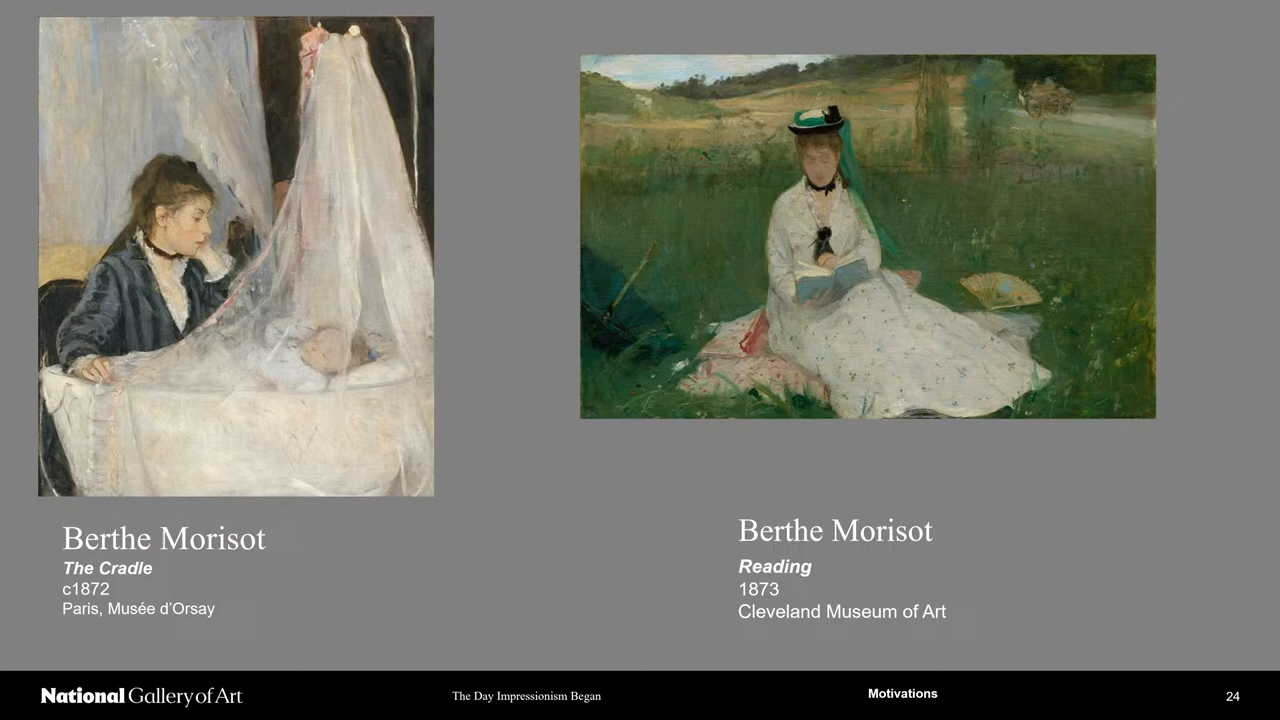 Berthe Morisot
The Cradle
c1872
Paris, Musée d’Orsay
Berthe Morisot
Reading
1873
Cleveland Museum of Art
National Gallery of Art
The Day Impressionism Began
Motivations
24